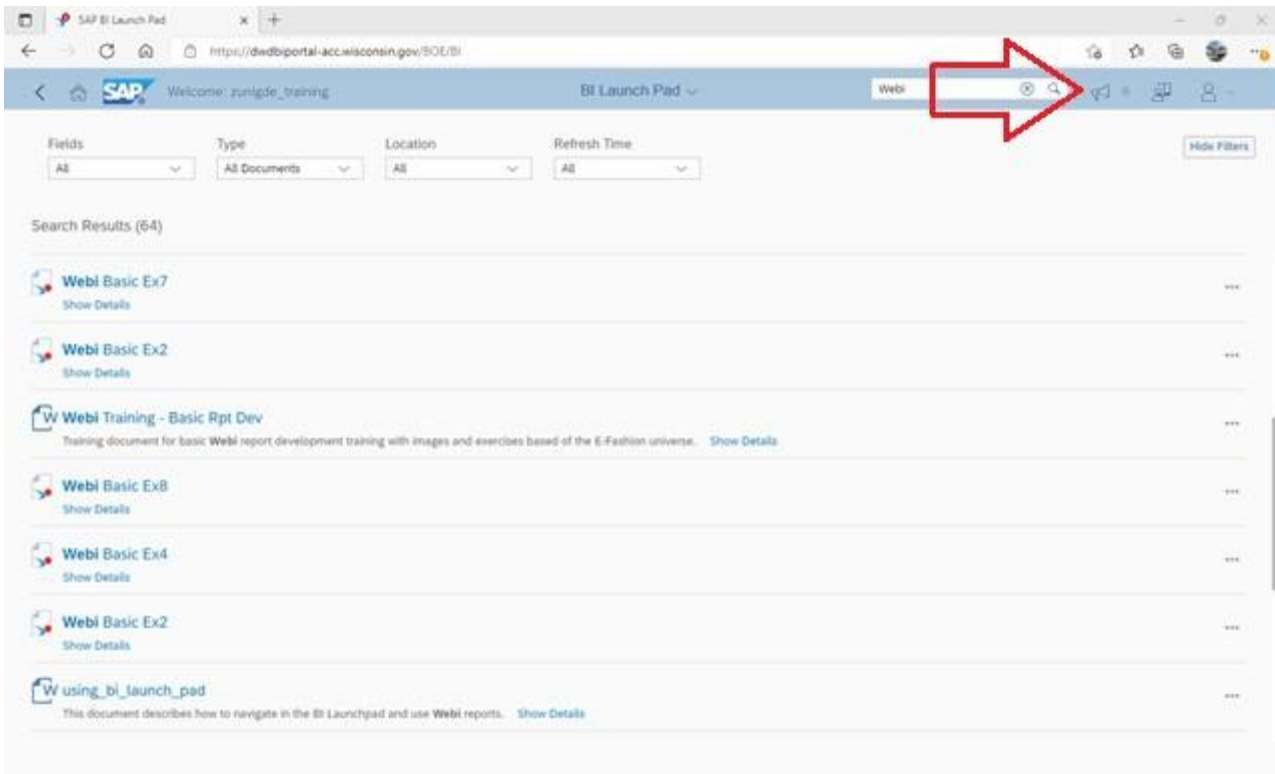 SAP BI Launch Pad
https://dwdbiportal-acc.wisconsin.gov/BOE/BI
SAP Welcome: zunigde_training BI Launch Pad Webi
Fields Type Location Refresh Time
All All Documents All All Hide Filters
Search Results (64)
Webi Basic Ex7
Show Details
Webi Basic Ex2
Show Details
W Webi Training - Basic Rpt Dev
Training document for basic Webi report development training with images and exercises based of the E-Fashion universe. Show Details
Webi Basic Ex8
Show Details
Webi Basic Ex4
Show Details
Webi Basic Ex2
Show Details
W using_bi_launch_pad
This document describes how to navigate in the BI Launchpad and use Webi reports. Show Details